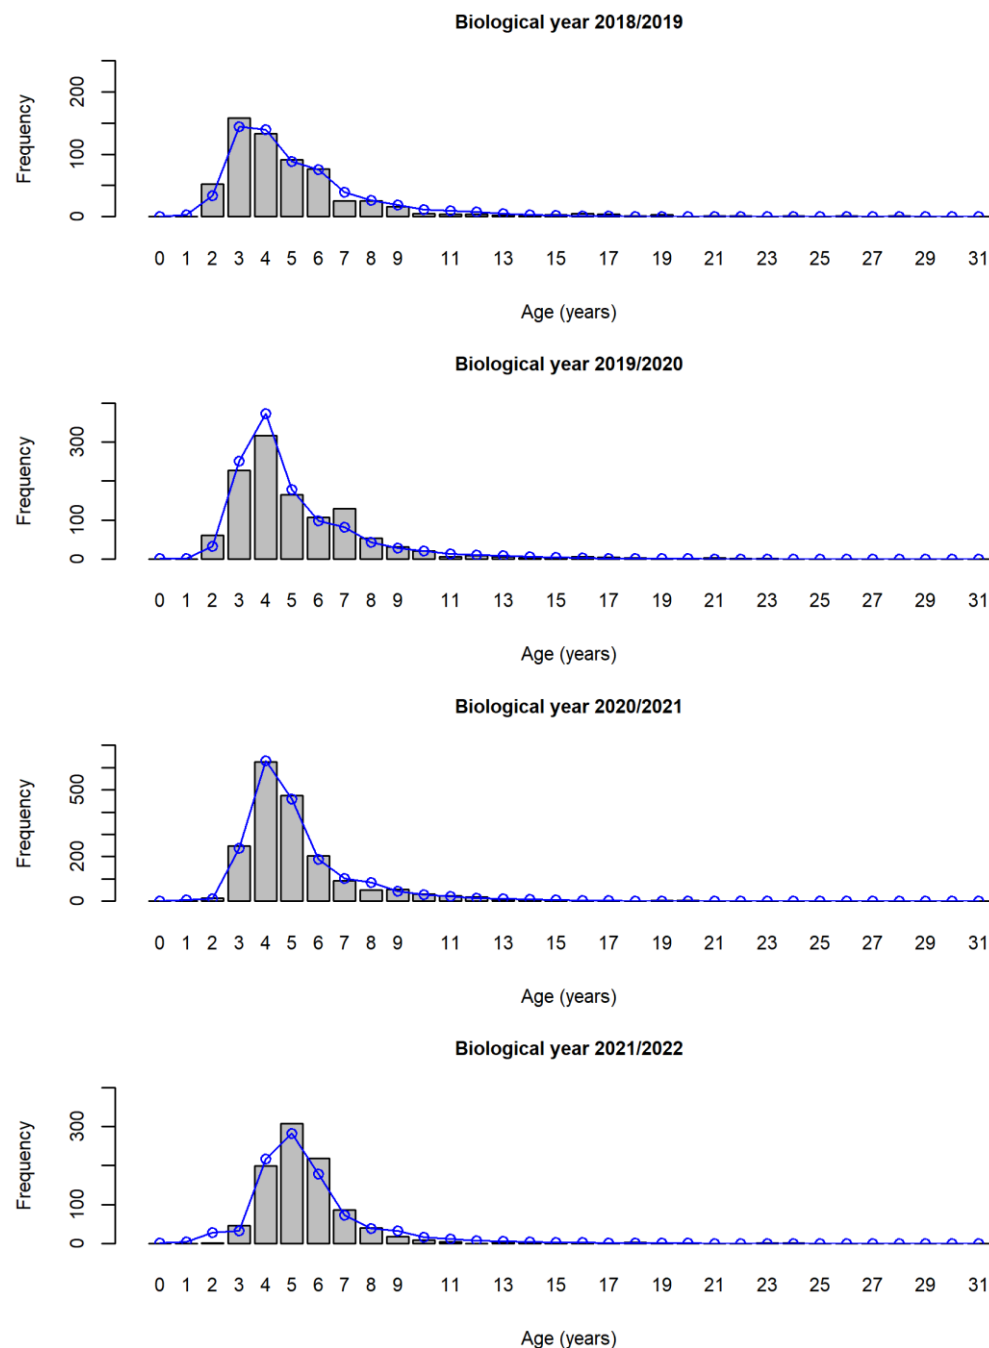 Biological year 2018/2019
Frequency
200
100
0
0 1 2 3 4 5 6 7 8 9 11 13 15 17 19 21 23 25 27 29 31
Age (years)
Biological year 2019/2020
Frequency
300
100
0
0 1 2 3 4 5 6 7 8 9 11 13 15 17 19 21 23 25 27 29 31
Age (years)
Biological year 2020/2021
Frequency
500
200
0
0 1 2 3 4 5 6 7 8 9 11 13 15 17 19 21 23 25 27 29 31
Age (years)
Biological year 2021/2022
Frequency
300
100
0
0 1 2 3 4 5 6 7 8 9 11 13 15 17 19 21 23 25 27 29 31
Age (years)